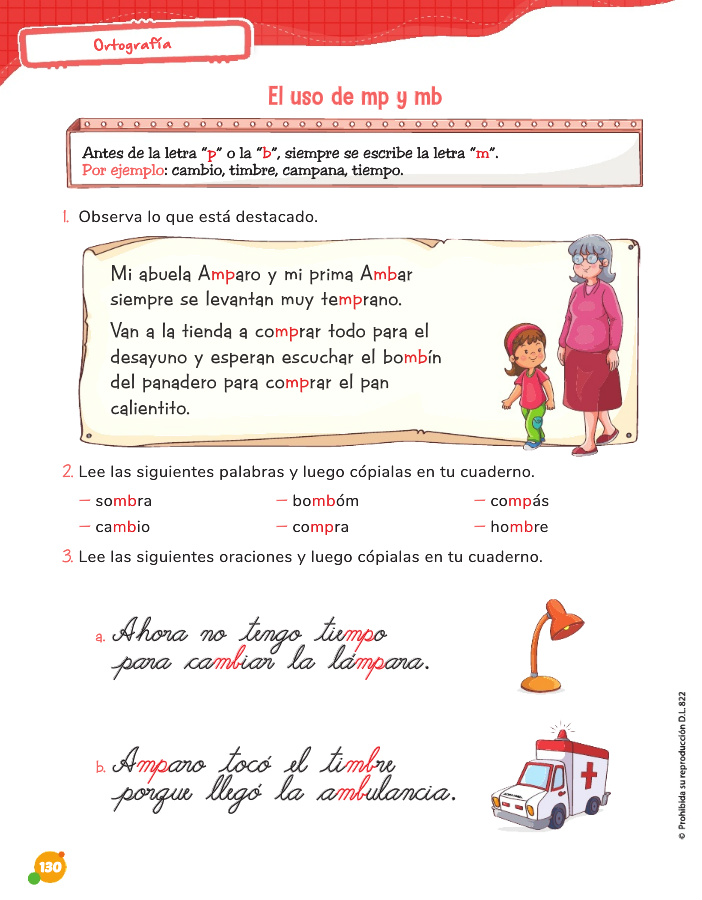 Ortografía
El uso de mp y mb
Antes de la letra "p" o la "b", siempre se escribe la letra "m".
Por ejemplo: cambio, timbre, campana, tiempo.
1. Observa lo que está destacado.
Mi abuela Amparo y mi prima Ambar
siempre se levantan muy temprano.
Van a la tienda a comprar todo para el
desayuno y esperan escuchar el bombín
del panadero para comprar el pan
calientito.
2. Lee las siguientes palabras y luego cópialas en tu cuaderno.
– sombra – bombóm – compás
– cambio – compra – hombre
3. Lee las siguientes oraciones y luego cópialas en tu cuaderno.
a. Ahora no tengo tiempo
para cambiar la lámpara.
b. Amparo tocó el timbre
porque llegó la ambulancia.
© Prohibida su reproducción D.L. 822
130